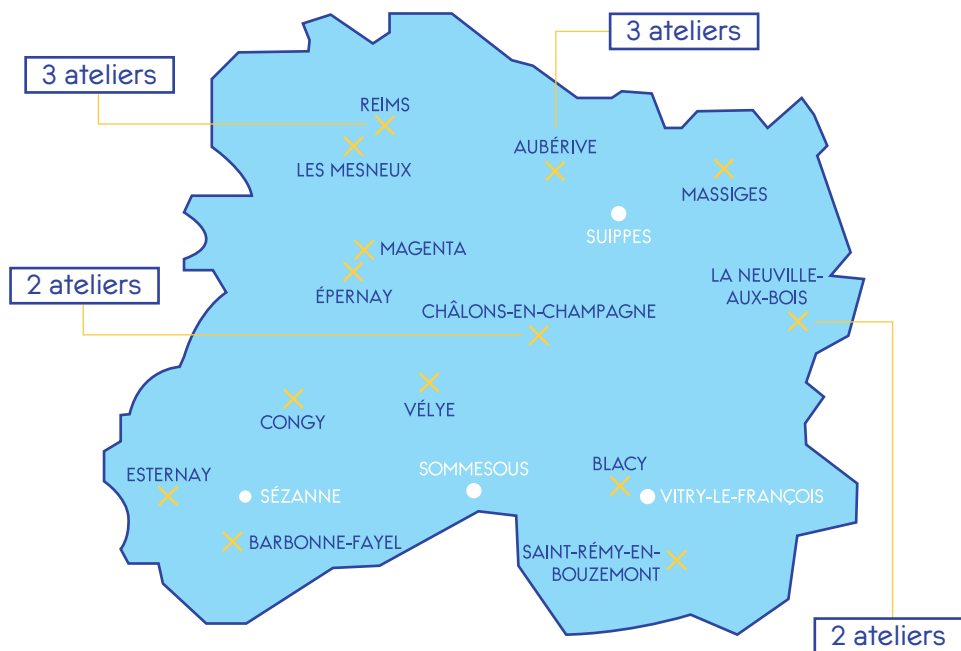 3 ateliers
3 ateliers
REIMS
LES MESNEUX
AUBÉRIVE
MASSIGES
SUIPPES
MAGENTA
ÉPERNAY
2 ateliers
LA NEUVILLE-
AUX-BOIS
CHÂLONS-EN-CHAMPAGNE
CONGY
VÉLYE
ESTERNAY
SÉZANNE
SOMMESOUS
BLACY
VITRY-LE-FRANÇOIS
BARBONNE-FAYEL
SAINT-RÉMY-EN-
BOUZEMONT
2 ateliers